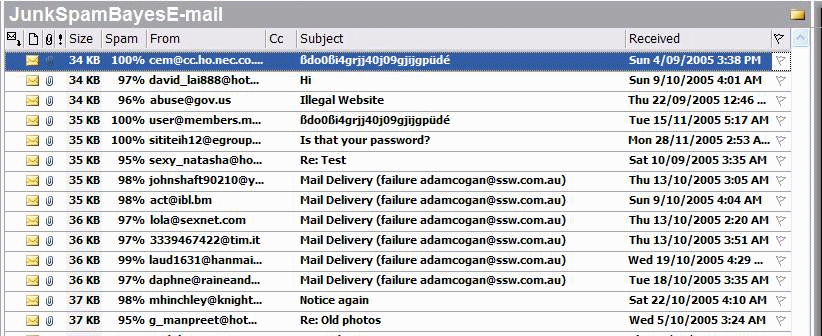 JunkSpamBayesE-mail
! Size Spam From Cc Subject Received
34 KB 100% cem@cc.ho.nec.co.... ßdo0ßi4grjj40j09gjijgpüdé Sun 4/09/2005 3:38 PM
34 KB 97% david_lai888@hot... Hi Sun 9/10/2005 4:01 AM
34 KB 96% abuse@gov.us Illegal Website Thu 22/09/2005 12:46 ...
35 KB 100% user@members.m... ßdo0ßi4grjj40j09gjijgpüdé Tue 15/11/2005 5:17 AM
35 KB 100% sititeih12@egroup... Is that your password? Mon 28/11/2005 2:53 A...
35 KB 95% sexy_natasha@ho... Re: Test Sat 10/09/2005 3:35 AM
35 KB 98% johnshaft90210@y... Mail Delivery (failure adamcogan@ssw.com.au) Thu 13/10/2005 3:05 AM
35 KB 98% act@ibl.bm Mail Delivery (failure adamcogan@ssw.com.au) Sun 9/10/2005 4:04 AM
36 KB 97% lola@sexnet.com Mail Delivery (failure adamcogan@ssw.com.au) Thu 13/10/2005 2:20 AM
36 KB 97% 3339467422@tim.it Mail Delivery (failure adamcogan@ssw.com.au) Thu 13/10/2005 3:51 AM
36 KB 99% laud1631@hanmai... Mail Delivery (failure adamcogan@ssw.com.au) Wed 19/10/2005 4:29 ...
36 KB 97% daphne@raineand... Mail Delivery (failure adamcogan@ssw.com.au) Tue 18/10/2005 3:35 AM
37 KB 98% mhinchley@knight... Notice again Sat 22/10/2005 4:10 AM
37 KB 95% g_manpreet@hot... Re: Old photos Wed 5/10/2005 3:24 AM